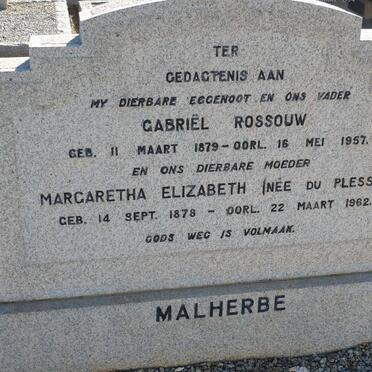 TER
GEDAGTENIS AAN
MY DIERBARE EGGENOOT EN ONS VADER
GABRIËL ROSSOUW
GEB. 11 MAART 1879 - OORL. 16 MEI 1957.
EN ONS DIERBARE MOEDER
MARGARETHA ELIZABETH (NÉE DU PLESS
GEB. 14 SEPT. 1878 - OORL. 22 MAART 1962.
GODS WEG IS VOLMAAK.
MALHERBE